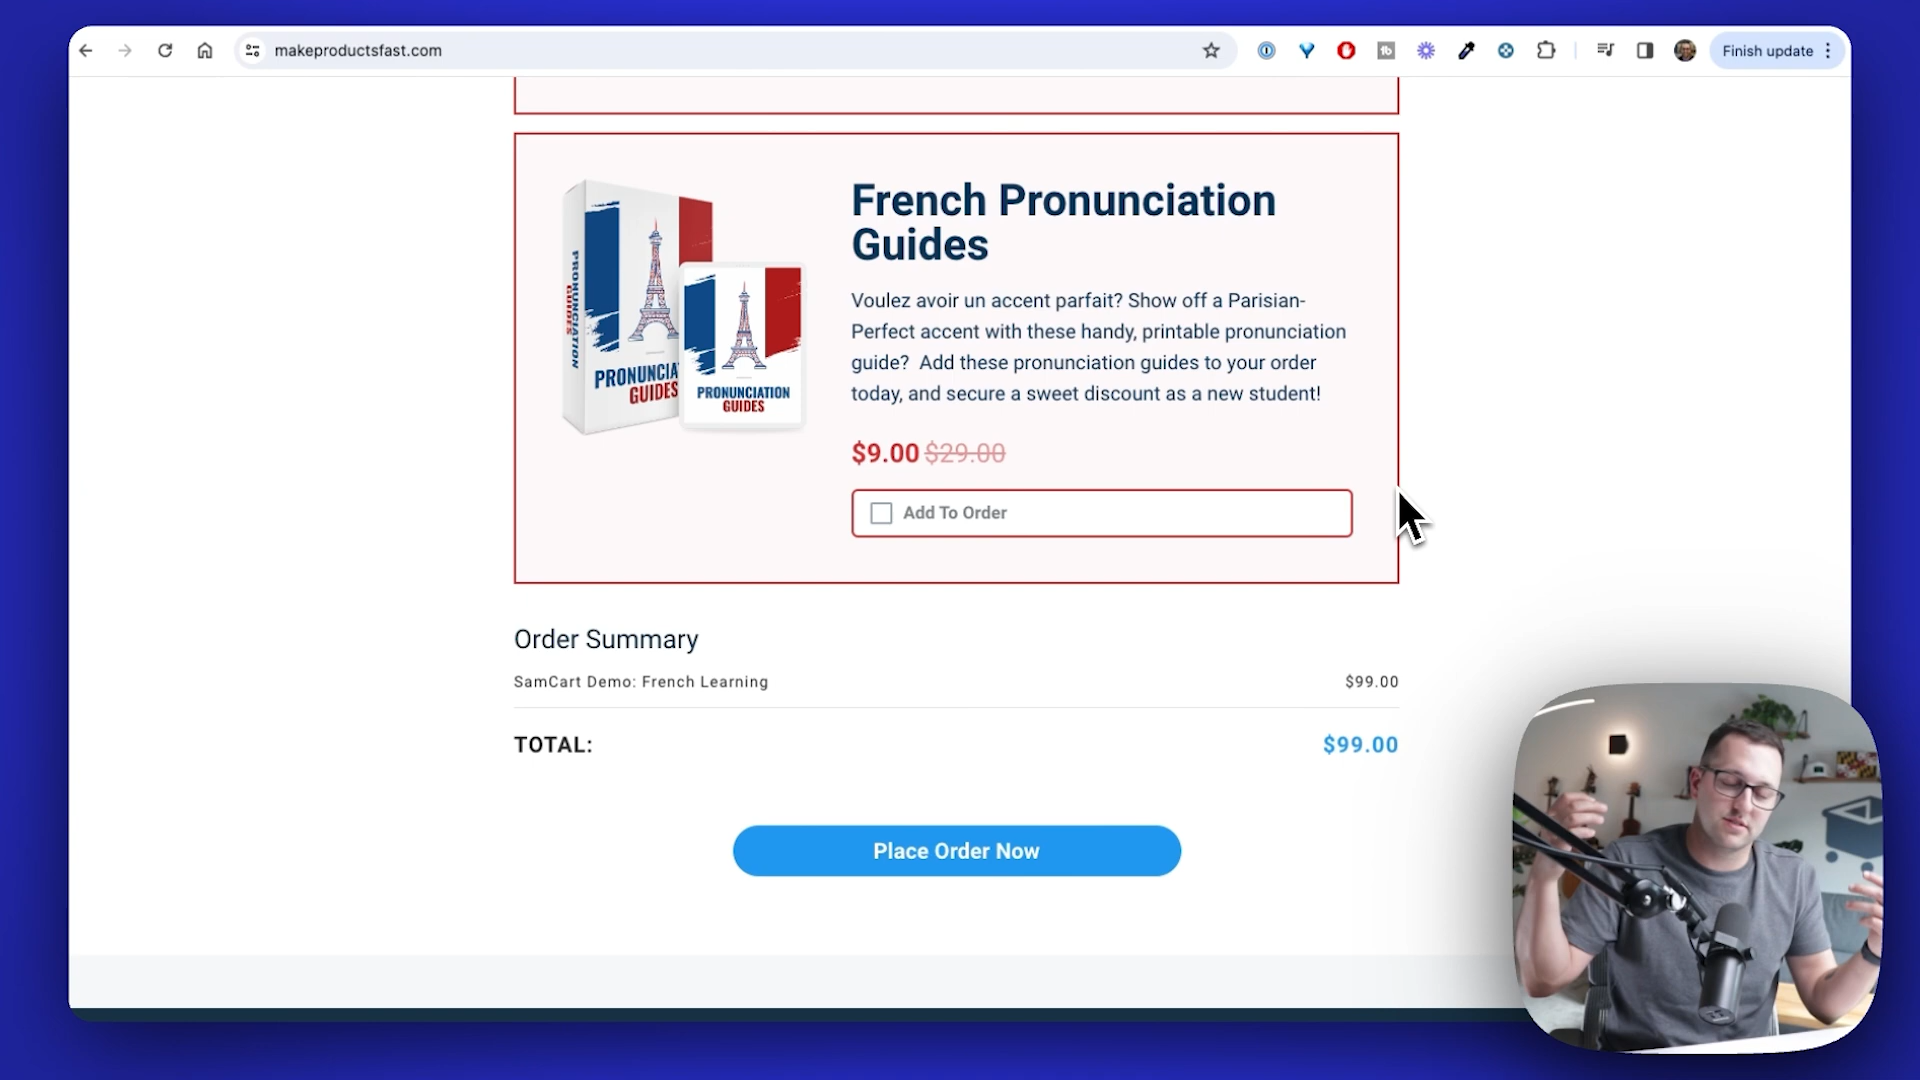 makeproductsfast.com
Finish update
French Pronunciation
Guides
Voulez avoir un accent parfait? Show off a Parisian-
Perfect accent with these handy, printable pronunciation
guide?  Add these pronunciation guides to your order
today, and secure a sweet discount as a new student!
$9.00 $29.00
Add To Order
PRONUNCIATION
GUIDES
PRONUNCIA
GUIDES
PRONUNCIATION
GUIDES
Order Summary
SamCart Demo: French Learning $99.00
TOTAL: $99.00
Place Order Now